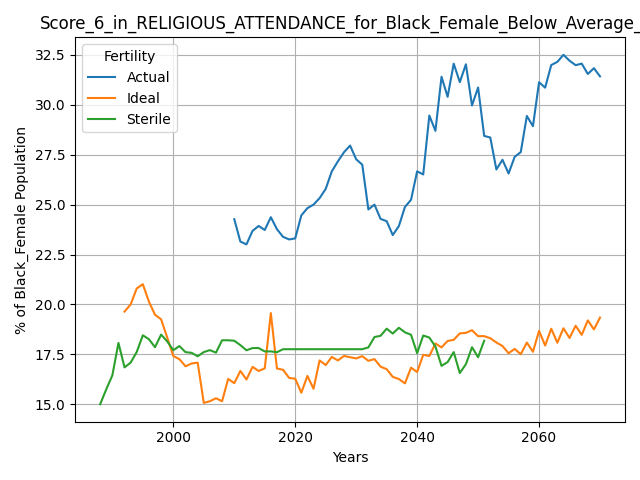 Score_6_in_RELIGIOUS_ATTENDANCE_for_Black_Female_Below_Average_
Fertility
Actual
Ideal
Sterile
% of Black_Female Population
32.5
30.0
27.5
25.0
22.5
20.0
17.5
15.0
2000 2020 2040 2060
Years